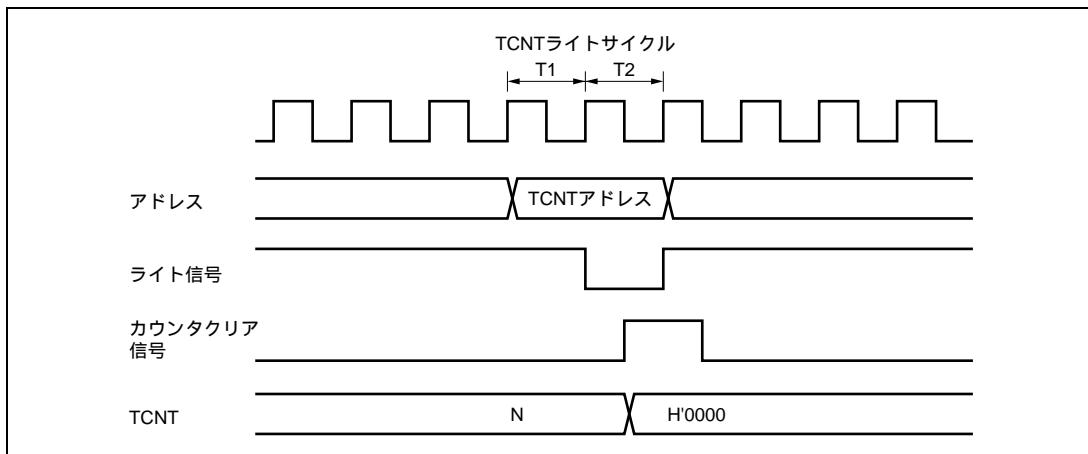 TCNTライトサイクル
T1 T2
アドレス
TCNTアドレス
ライト信号
カウンタクリア
信号
TCNT
N
H'0000